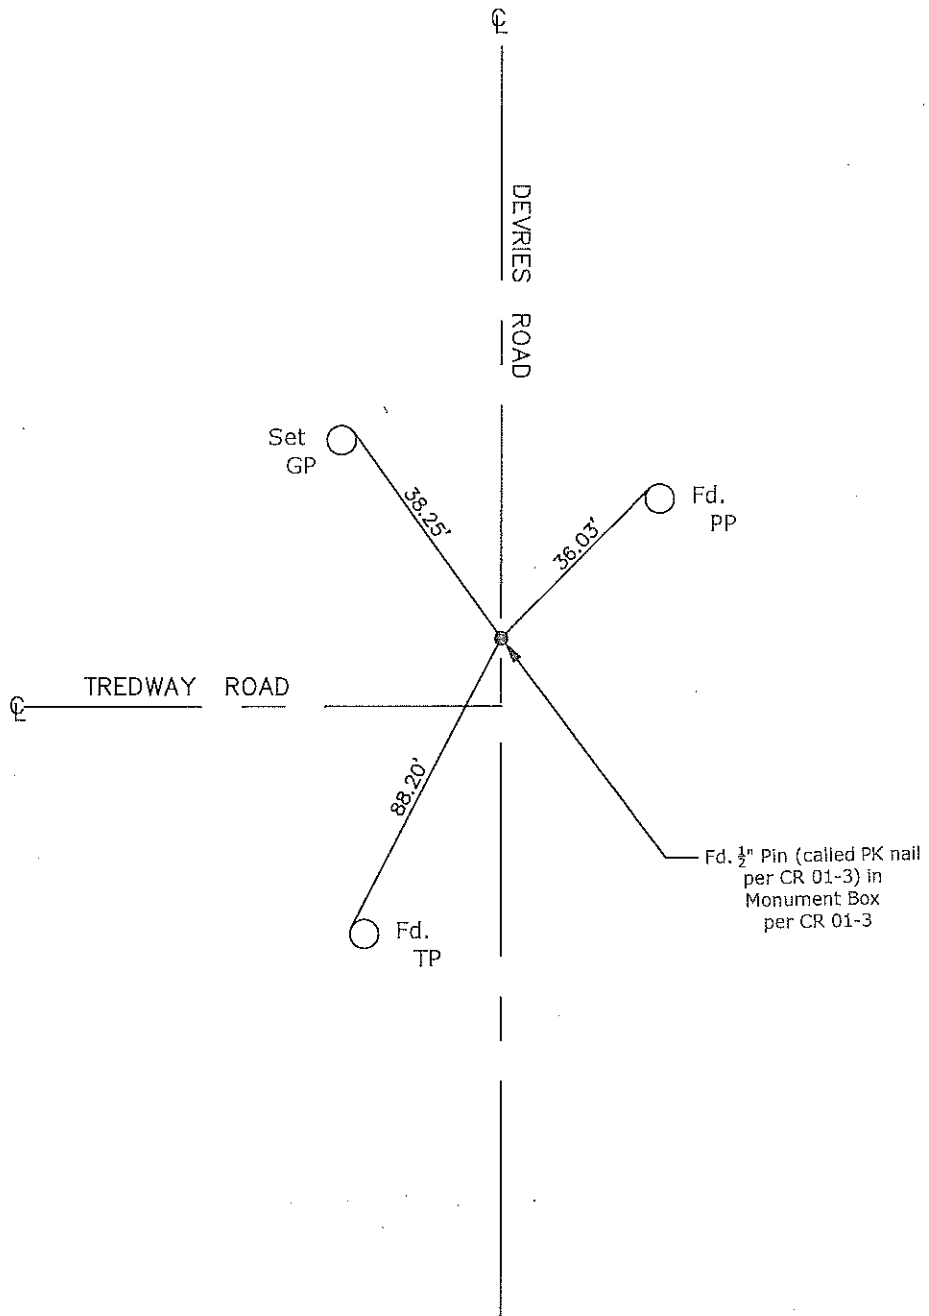 ℄
DEVRIES ROAD
Set
GP
38.25'
Fd.
PP
36.03'
℄
TREDWAY ROAD
88.20'
Fd. ½" Pin (called PK nail
per CR 01-3) in
Monument Box
per CR 01-3
Fd.
TP